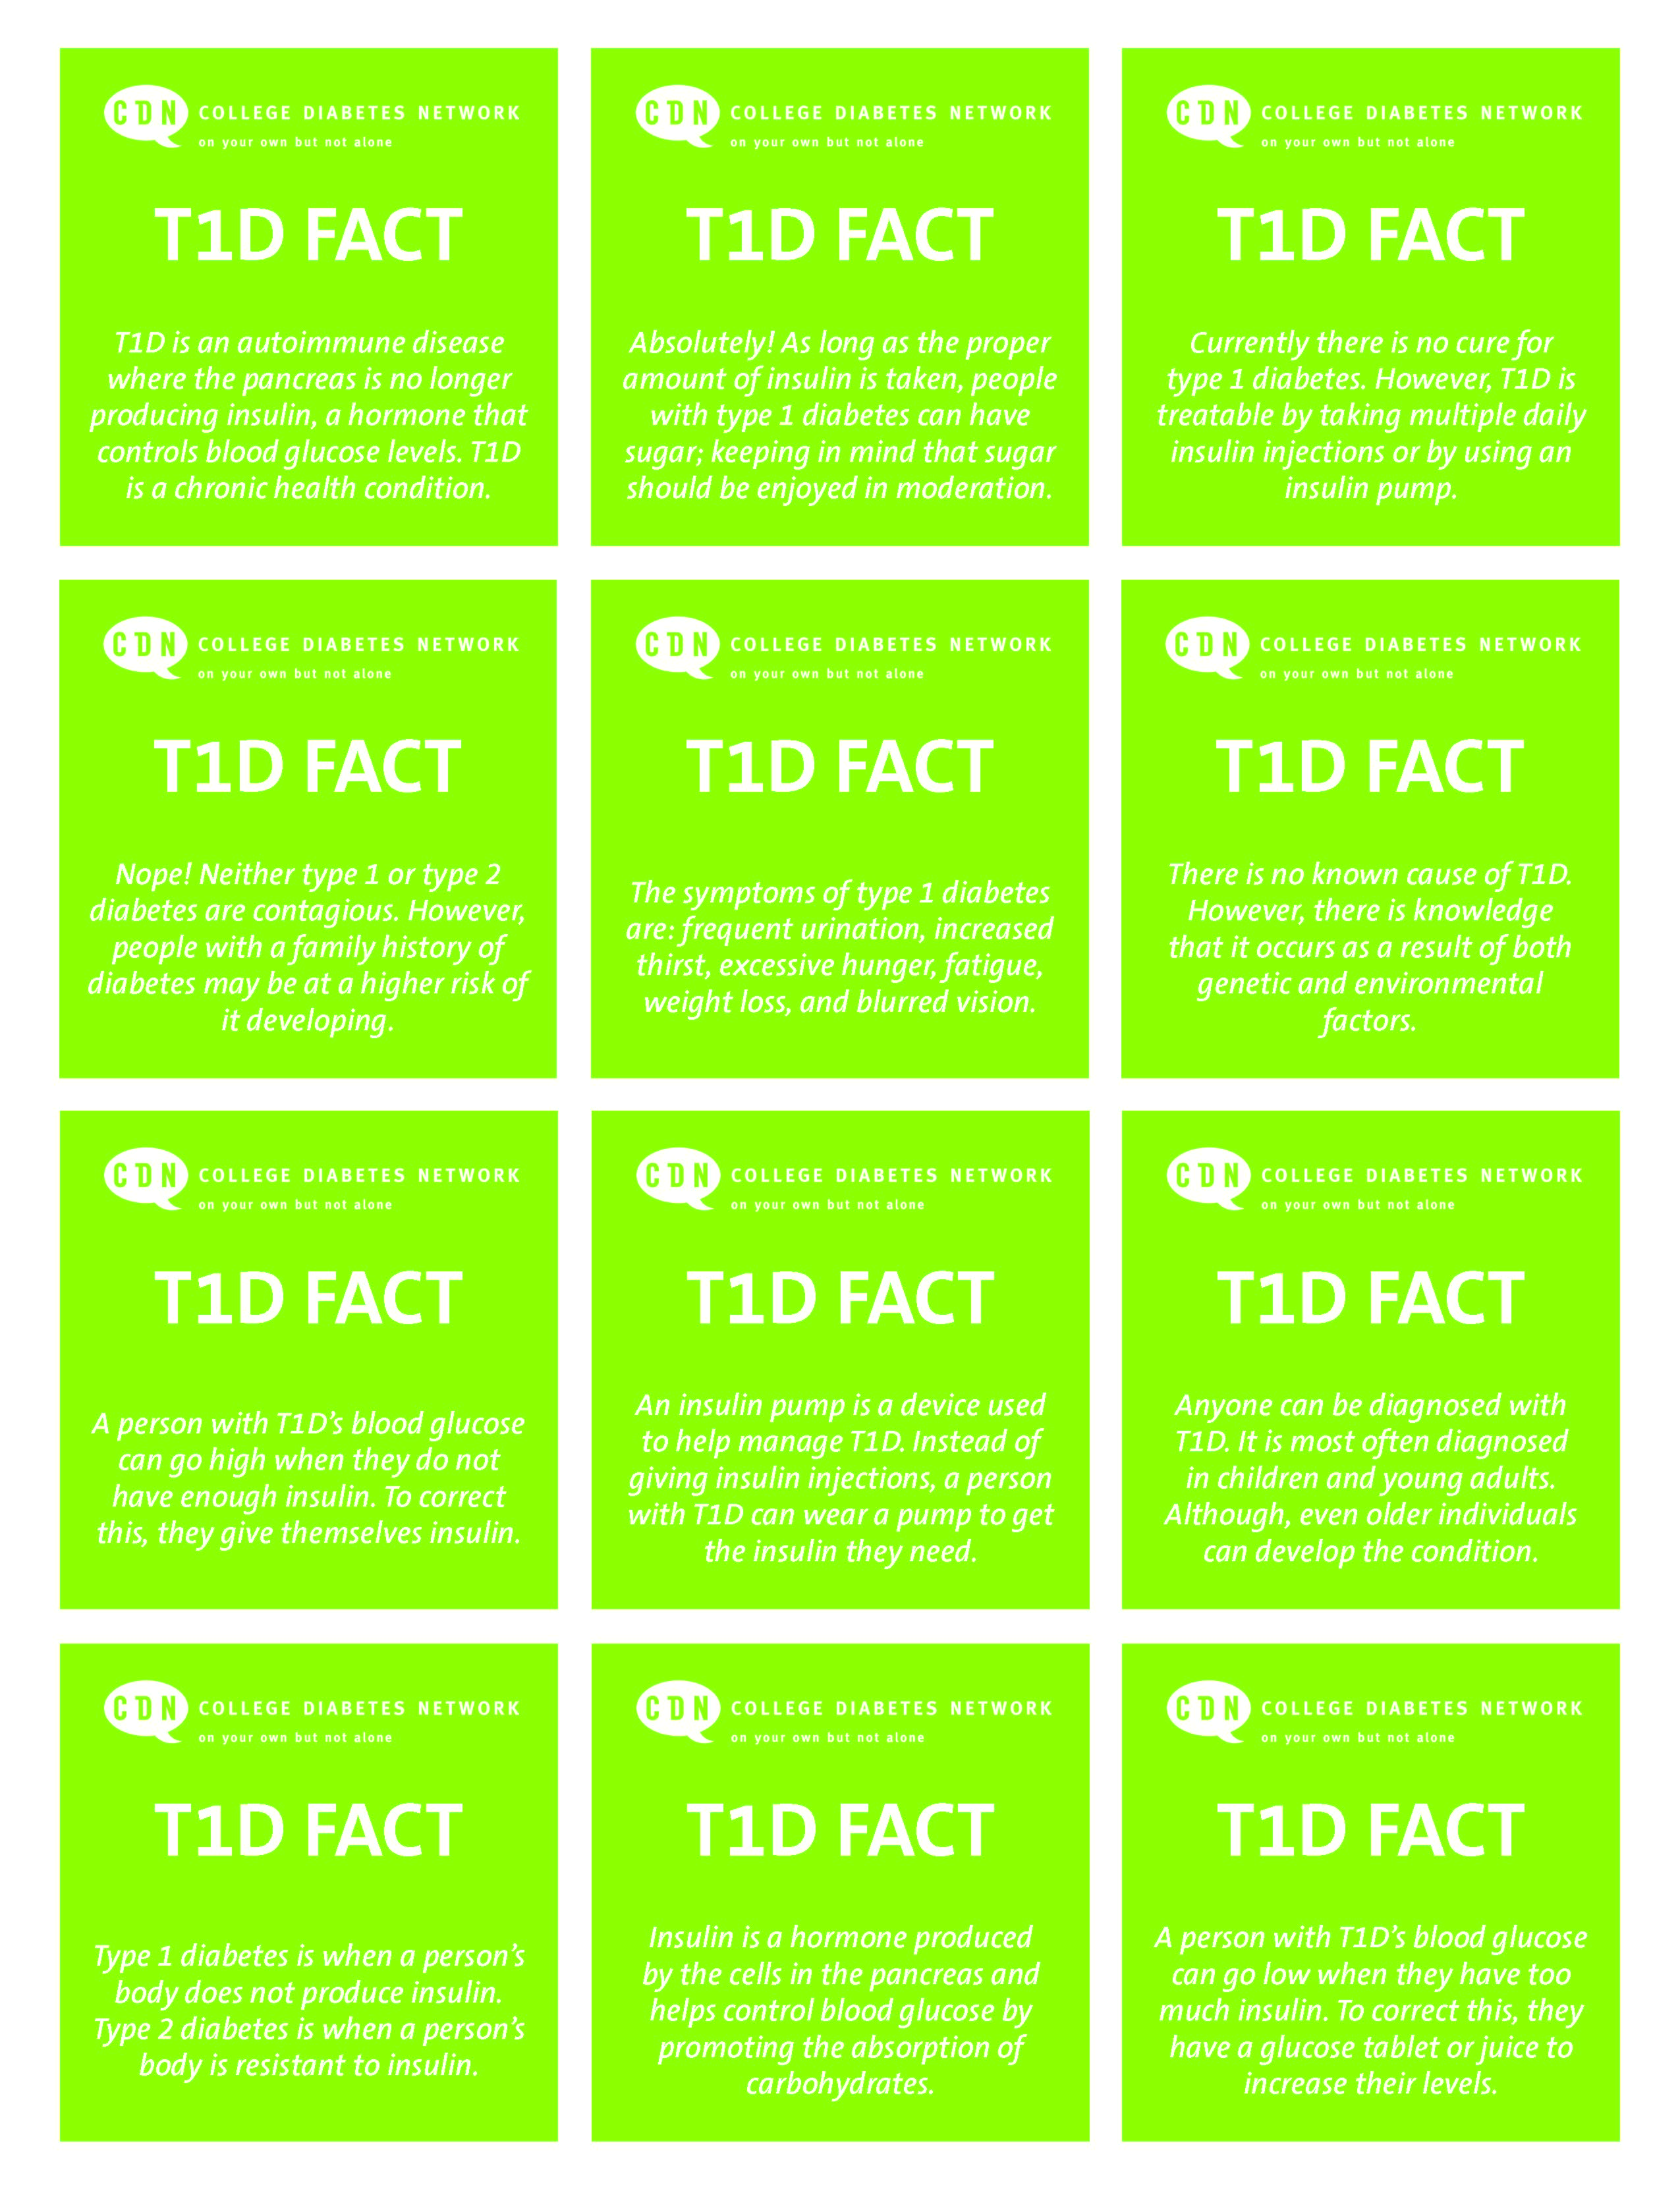 CDN COLLEGE DIABETES NETWORK
on your own but not alone
T1D FACT
T1D is an autoimmune disease
where the pancreas is no longer
producing insulin, a hormone that
controls blood glucose levels. T1D
is a chronic health condition.
CDN COLLEGE DIABETES NETWORK
on your own but not alone
T1D FACT
Absolutely! As long as the proper
amount of insulin is taken, people
with type 1 diabetes can have
sugar; keeping in mind that sugar
should be enjoyed in moderation.
CDN COLLEGE DIABETES NETWORK
on your own but not alone
T1D FACT
Currently there is no cure for
type 1 diabetes. However, T1D is
treatable by taking multiple daily
insulin injections or by using an
insulin pump.
CDN COLLEGE DIABETES NETWORK
on your own but not alone
T1D FACT
Nope! Neither type 1 or type 2
diabetes are contagious. However,
people with a family history of
diabetes may be at a higher risk of
it developing.
CDN COLLEGE DIABETES NETWORK
on your own but not alone
T1D FACT
The symptoms of type 1 diabetes
are: frequent urination, increased
thirst, excessive hunger, fatigue,
weight loss, and blurred vision.
CDN COLLEGE DIABETES NETWORK
on your own but not alone
T1D FACT
There is no known cause of T1D.
However, there is knowledge
that it occurs as a result of both
genetic and environmental
factors.
CDN COLLEGE DIABETES NETWORK
on your own but not alone
T1D FACT
A person with T1D’s blood glucose
can go high when they do not
have enough insulin. To correct
this, they give themselves insulin.
CDN COLLEGE DIABETES NETWORK
on your own but not alone
T1D FACT
An insulin pump is a device used
to help manage T1D. Instead of
giving insulin injections, a person
with T1D can wear a pump to get
the insulin they need.
CDN COLLEGE DIABETES NETWORK
on your own but not alone
T1D FACT
Anyone can be diagnosed with
T1D. It is most often diagnosed
in children and young adults.
Although, even older individuals
can develop the condition.
CDN COLLEGE DIABETES NETWORK
on your own but not alone
T1D FACT
Type 1 diabetes is when a person’s
body does not produce insulin.
Type 2 diabetes is when a person’s
body is resistant to insulin.
CDN COLLEGE DIABETES NETWORK
on your own but not alone
T1D FACT
Insulin is a hormone produced
by the cells in the pancreas and
helps control blood glucose by
promoting the absorption of
carbohydrates.
CDN COLLEGE DIABETES NETWORK
on your own but not alone
T1D FACT
A person with T1D’s blood glucose
can go low when they have too
much insulin. To correct this, they
have a glucose tablet or juice to
increase their levels.